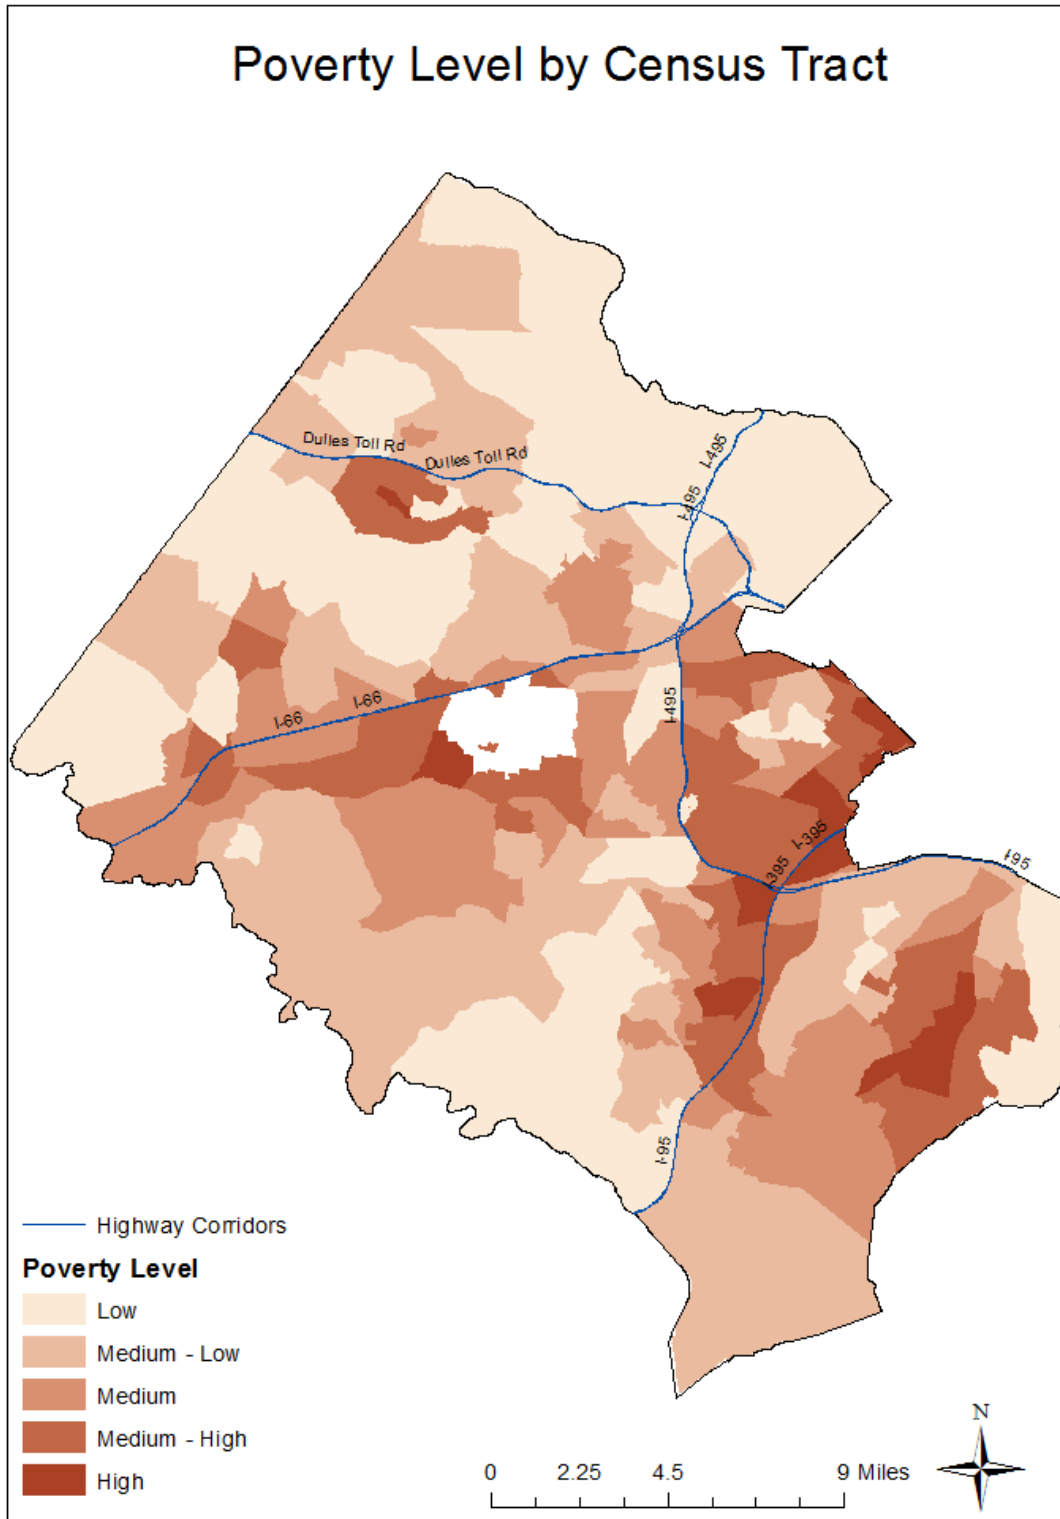 Poverty Level by Census Tract
Dulles Toll Rd
Dulles Toll Rd
I-495
I-495
I-66
I-66
I-495
I-395
I-395
I-95
I-95
Highway Corridors
Poverty Level
Low
Medium - Low
Medium
Medium - High
High
N
0 2.25 4.5 9 Miles